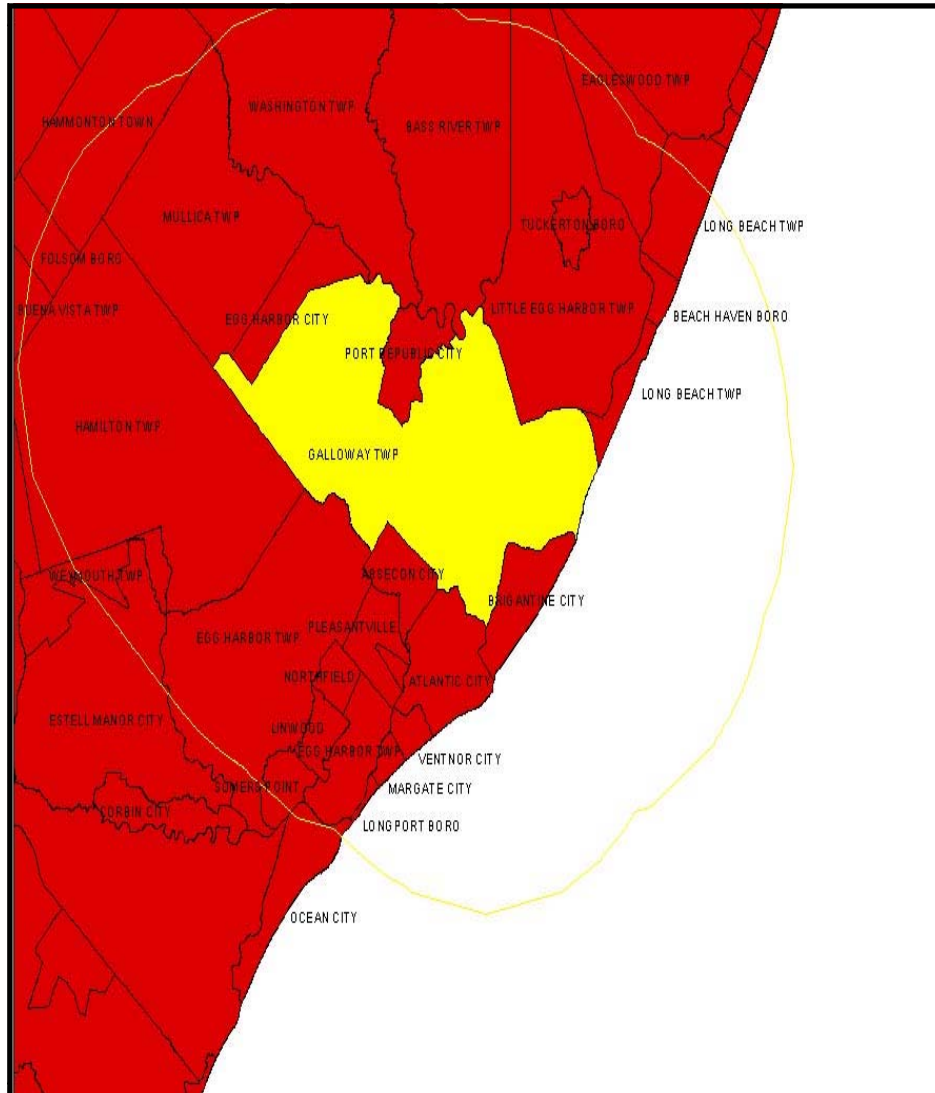 EAGLESWOOD TWP
WASHINGTON TWP
HAMMONTON TOWN
BASS RIVER TWP
MULLICA TWP
TUCKERTON BORO
LONG BEACH TWP
FOLSOM BORO
BUENA VISTA TWP
EGG HARBOR CITY
LITTLE EGG HARBOR TWP
BEACH HAVEN BORO
PORT REPUBLIC CITY
LONG BEACH TWP
HAMILTON TWP
GALLOWAY TWP
WEYMOUTH TWP
ABSECON CITY
BRIGANTINE CITY
PLEASANTVILLE
EGG HARBOR TWP
NORTHFIELD
ATLANTIC CITY
ESTELL MANOR CITY
LINWOOD
EGG HARBOR TWP
VENTNOR CITY
SOMERS POINT
MARGATE CITY
CORBIN CITY
LONGPORT BORO
OCEAN CITY